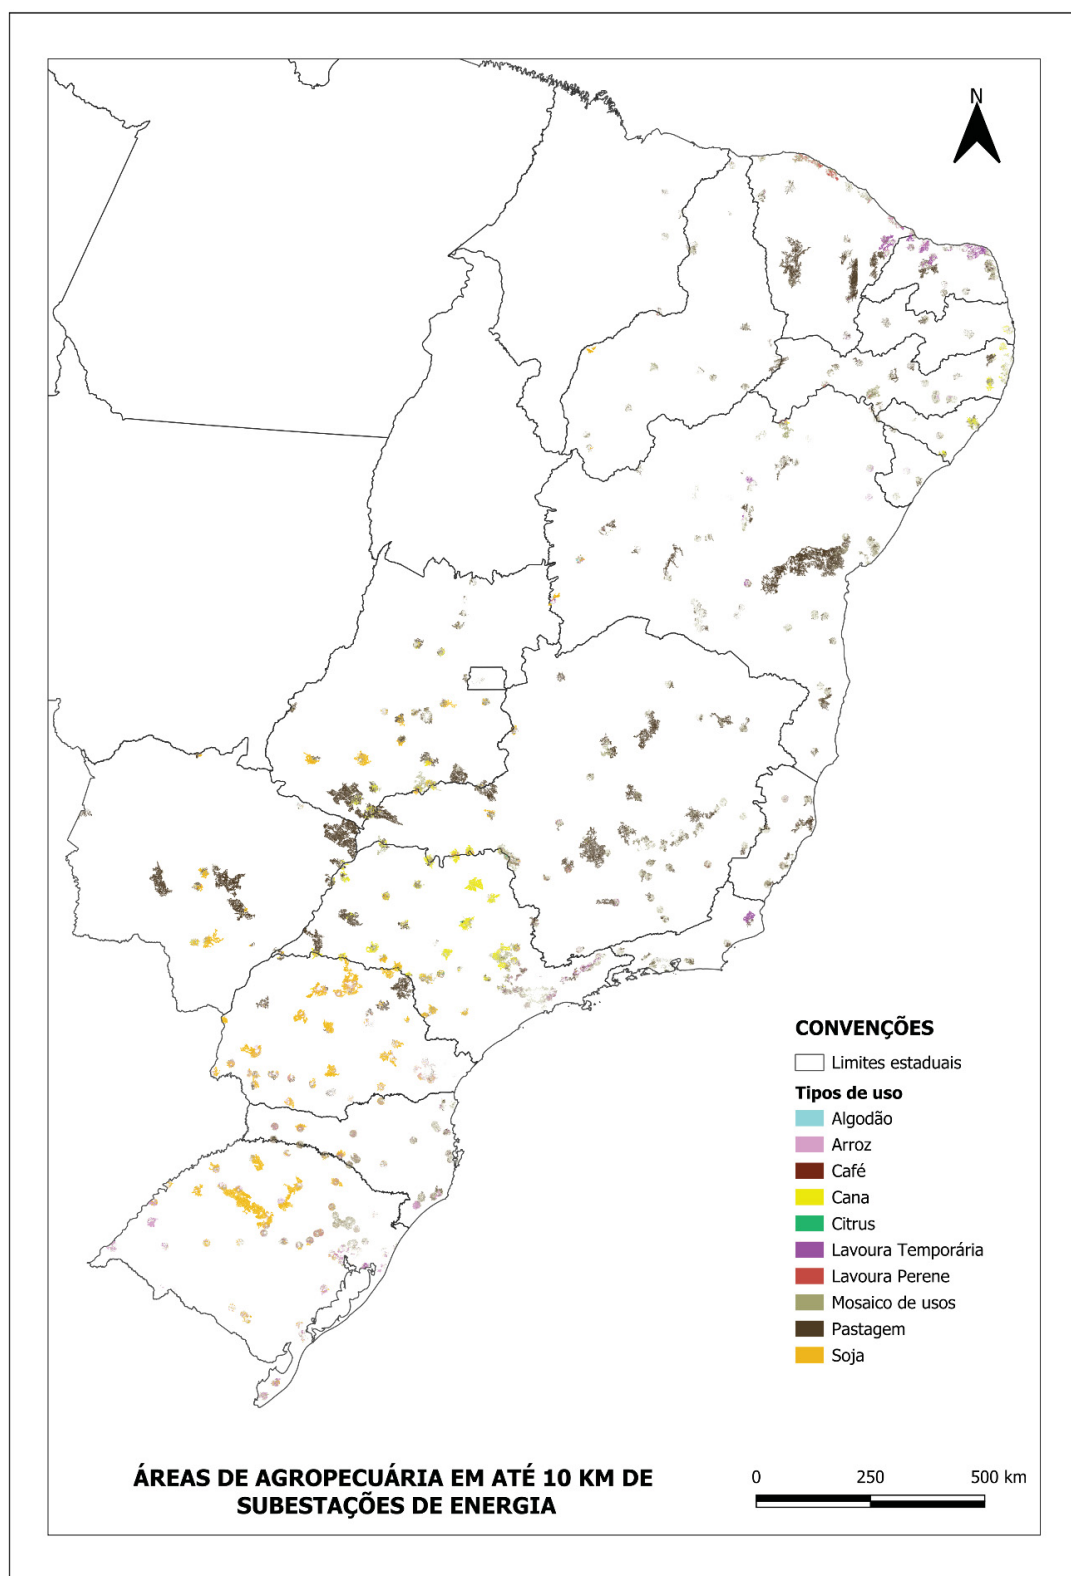 N
CONVENÇÕES
Limites estaduais
Tipos de uso
Algodão
Arroz
Café
Cana
Citrus
Lavoura Temporária
Lavoura Perene
Mosaico de usos
Pastagem
Soja
ÁREAS DE AGROPECUÁRIA EM ATÉ 10 KM DE
SUBESTAÇÕES DE ENERGIA
0 250 500 km